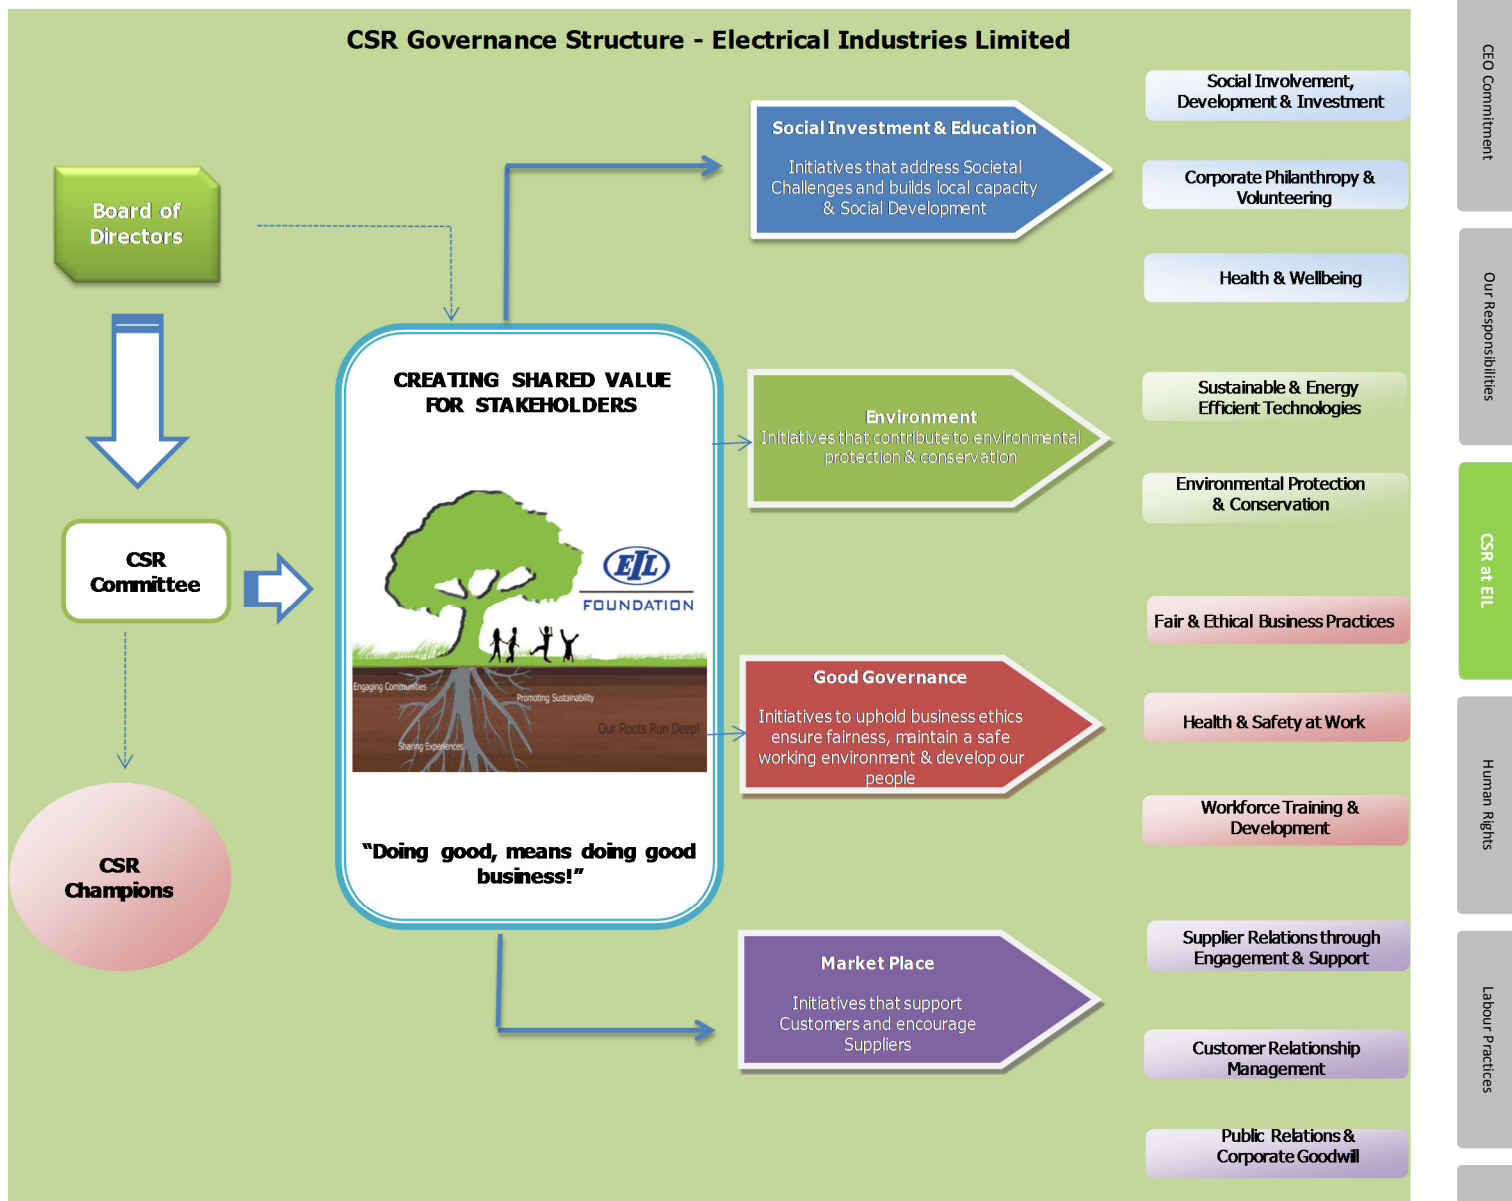 CSR Governance Structure - Electrical Industries Limited
Board of
Directors
CSR
Committee
CSR
Champions
CREATING SHARED VALUE
FOR STAKEHOLDERS
EIL
FOUNDATION
Engaging Communities
Promoting Sustainability
Our Roots Run Deep!
Sharing Experiences
“Doing good, means doing good
business!”
Social Investment & Education
Initiatives that address Societal
Challenges and builds local capacity
& Social Development
Environment
Initiatives that contribute to environmental
protection & conservation
Good Governance
Initiatives to uphold business ethics
ensure fairness, maintain a safe
working environment & develop our
people
Market Place
Initiatives that support
Customers and encourage
Suppliers
Social Involvement,
Development & Investment
Corporate Philanthropy &
Volunteering
Health & Wellbeing
Sustainable & Energy
Efficient Technologies
Environmental Protection
& Conservation
Fair & Ethical Business Practices
Health & Safety at Work
Workforce Training &
Development
Supplier Relations through
Engagement & Support
Customer Relationship
Management
Public Relations &
Corporate Goodwill
CEO Commitment
Our Responsibilities
CSR at EIL
Human Rights
Labour Practices